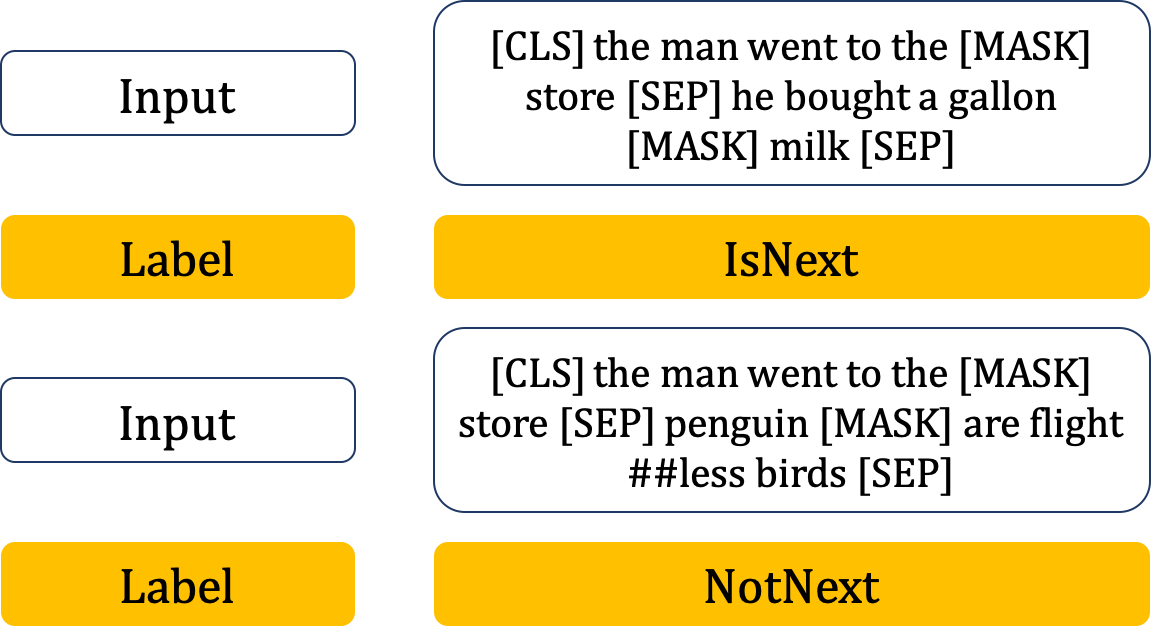 Input
[CLS] the man went to the [MASK]
store [SEP] he bought a gallon
[MASK] milk [SEP]
Label
IsNext
Input
[CLS] the man went to the [MASK]
store [SEP] penguin [MASK] are flight
##less birds [SEP]
Label
NotNext